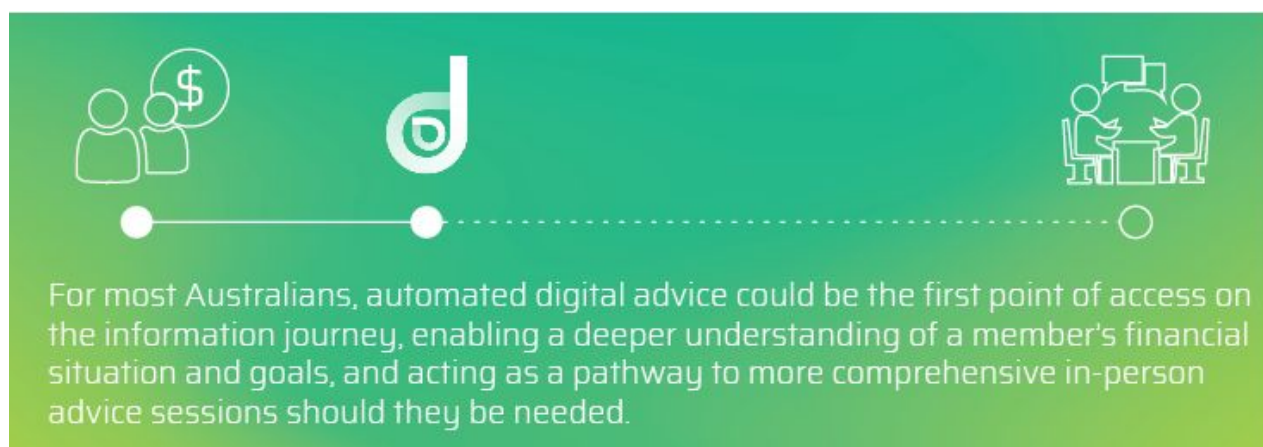 $
For most Australians, automated digital advice could be the first point of access on
the information journey, enabling a deeper understanding of a member's financial
situation and goals, and acting as a pathway to more comprehensive in-person
advice sessions should they be needed.